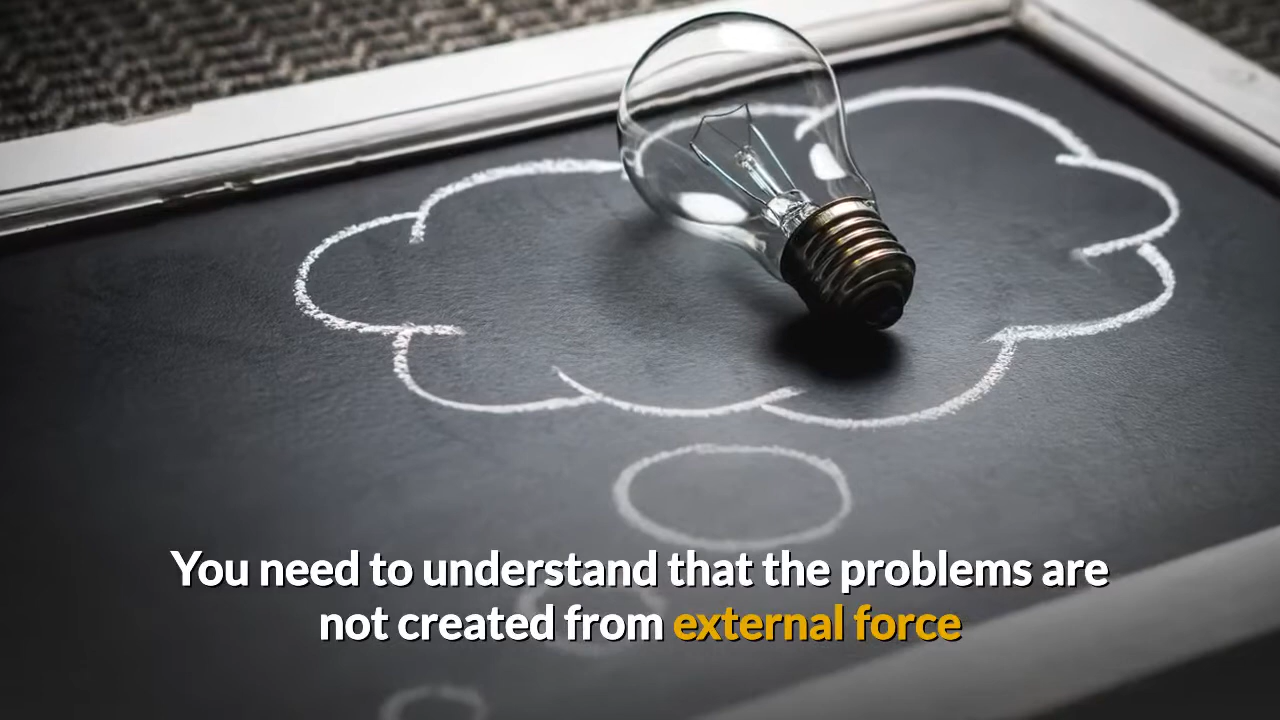 You need to understand that the problems are
not created from external force